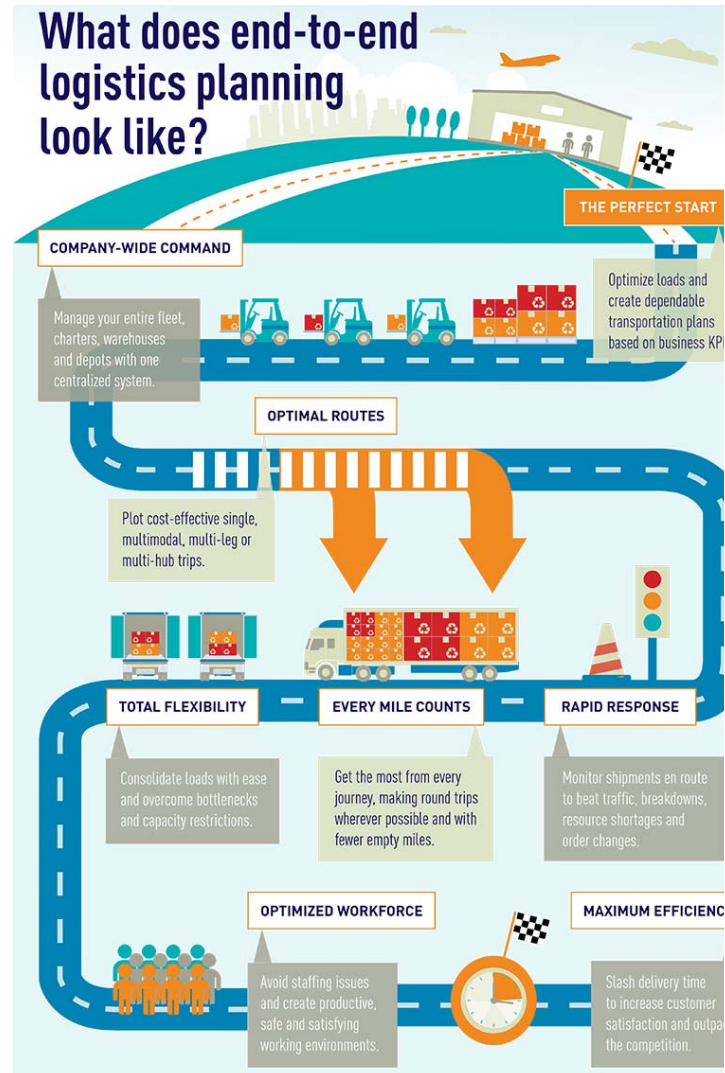 What does end-to-end
logistics planning
look like?
THE PERFECT START
Optimize loads and
create dependable
transportation plans
based on business KPI
COMPANY-WIDE COMMAND
Manage your entire fleet,
charters, warehouses
and depots with one
centralized system.
OPTIMAL ROUTES
Plot cost-effective single,
multimodal, multi-leg or
multi-hub trips.
TOTAL FLEXIBILITY
Consolidate loads with ease
and overcome bottlenecks
and capacity restrictions.
EVERY MILE COUNTS
Get the most from every
journey, making round trips
wherever possible and with
fewer empty miles.
RAPID RESPONSE
Monitor shipments en route
to beat traffic, breakdowns,
resource shortages and
order changes.
OPTIMIZED WORKFORCE
Avoid staffing issues
and create productive,
safe and satisfying
working environments.
MAXIMUM EFFICIENC
Slash delivery time
to increase customer
satisfaction and outpa
the competition.